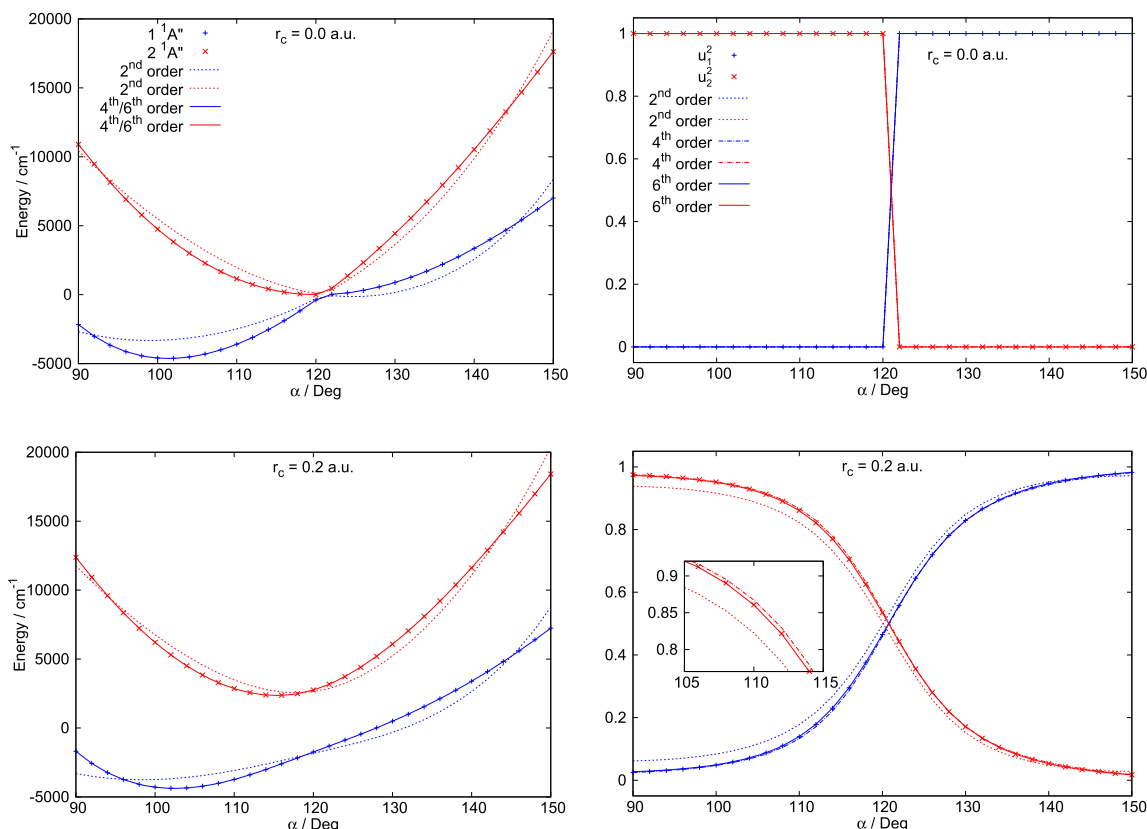 20000
15000
10000
5000
0
-5000
Energy / cm⁻¹
r_c = 0.0 a.u.
1 ¹A"
2 ¹A"
2ⁿᵈ order
2ⁿᵈ order
4ᵗʰ/6ᵗʰ order
4ᵗʰ/6ᵗʰ order
90 100 110 120 130 140 150
α / Deg
1
0.8
0.6
0.4
0.2
0
r_c = 0.0 a.u.
u₁²
u₂²
2ⁿᵈ order
2ⁿᵈ order
4ᵗʰ order
4ᵗʰ order
6ᵗʰ order
6ᵗʰ order
90 100 110 120 130 140 150
α / Deg
20000
15000
10000
5000
0
-5000
Energy / cm⁻¹
r_c = 0.2 a.u.
90 100 110 120 130 140 150
α / Deg
1
0.8
0.6
0.4
0.2
0
r_c = 0.2 a.u.
0.9
0.85
0.8
105 110 115
90 100 110 120 130 140 150
α / Deg